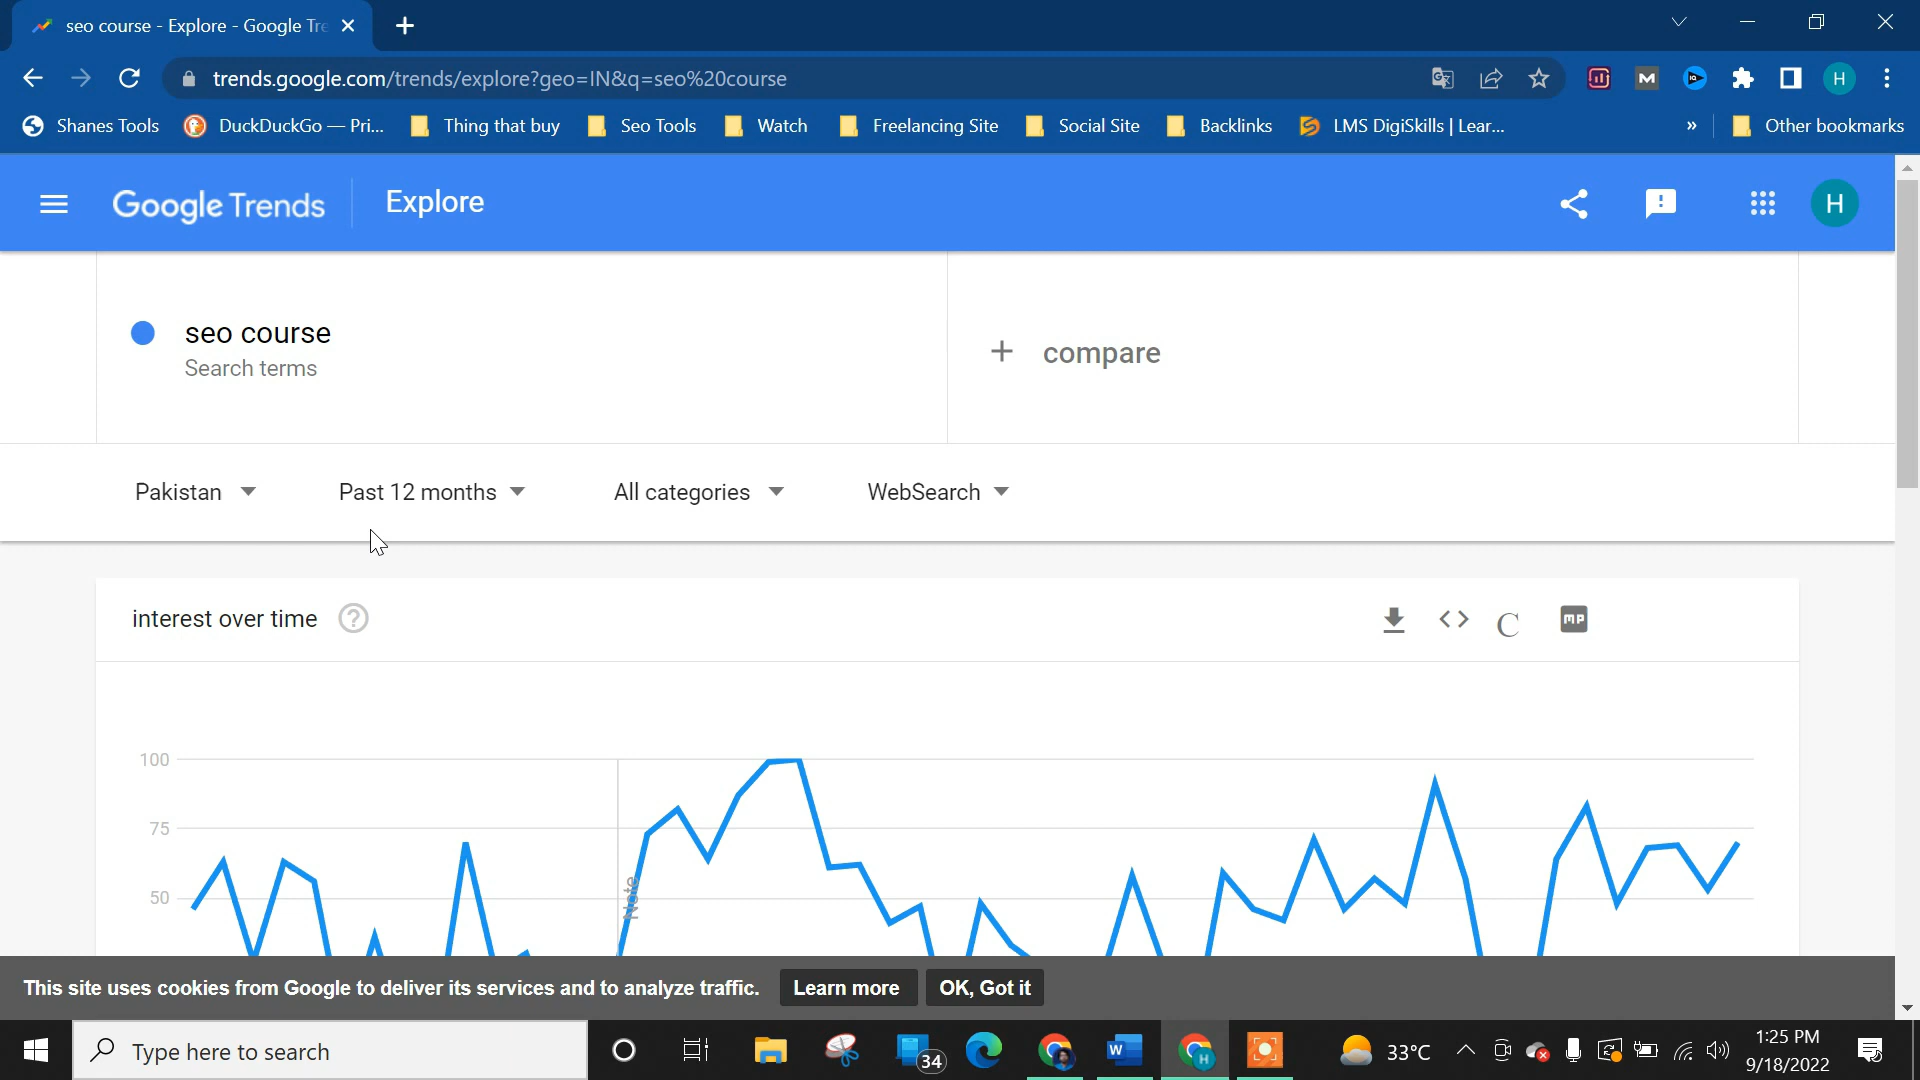 seo course - Explore - Google Tre
trends.google.com/trends/explore?geo=IN&q=seo%20course
H
Shanes Tools
DuckDuckGo — Pri...
Thing that buy
Seo Tools
Watch
Freelancing Site
Social Site
Backlinks
LMS DigiSkills | Lear...
»
Other bookmarks
Google Trends
Explore
H
seo course
Search terms
+ compare
Pakistan
Past 12 months
All categories
WebSearch
interest over time ?
<> C MP
100
75
50
Note
This site uses cookies from Google to deliver its services and to analyze traffic.
Learn more
OK, Got it
Type here to search
34
W
H
33°C
1:25 PM
9/18/2022